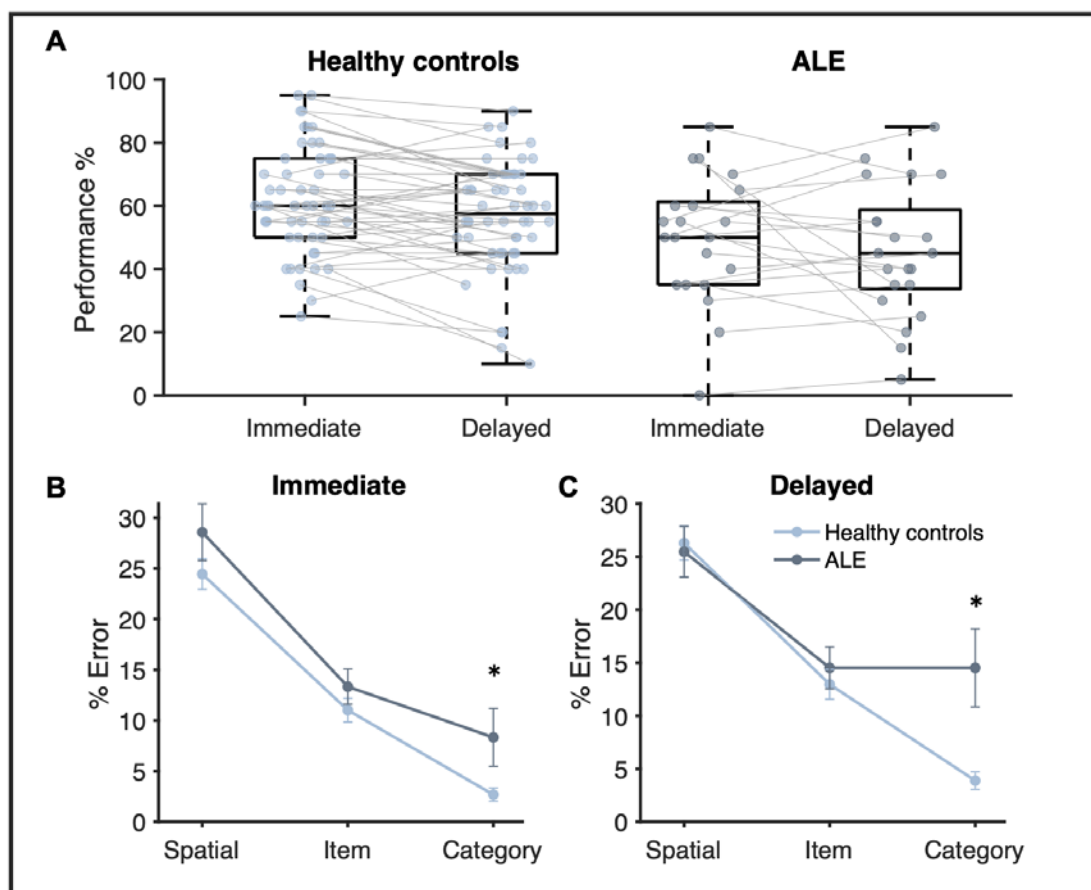 A
Healthy controls
ALE
Performance %
100
80
60
40
20
0
Immediate
Delayed
Immediate
Delayed
B
Immediate
% Error
30
25
20
15
10
5
0
*
Spatial
Item
Category
C
Delayed
% Error
30
25
20
15
10
5
0
Healthy controls
ALE
*
Spatial
Item
Category